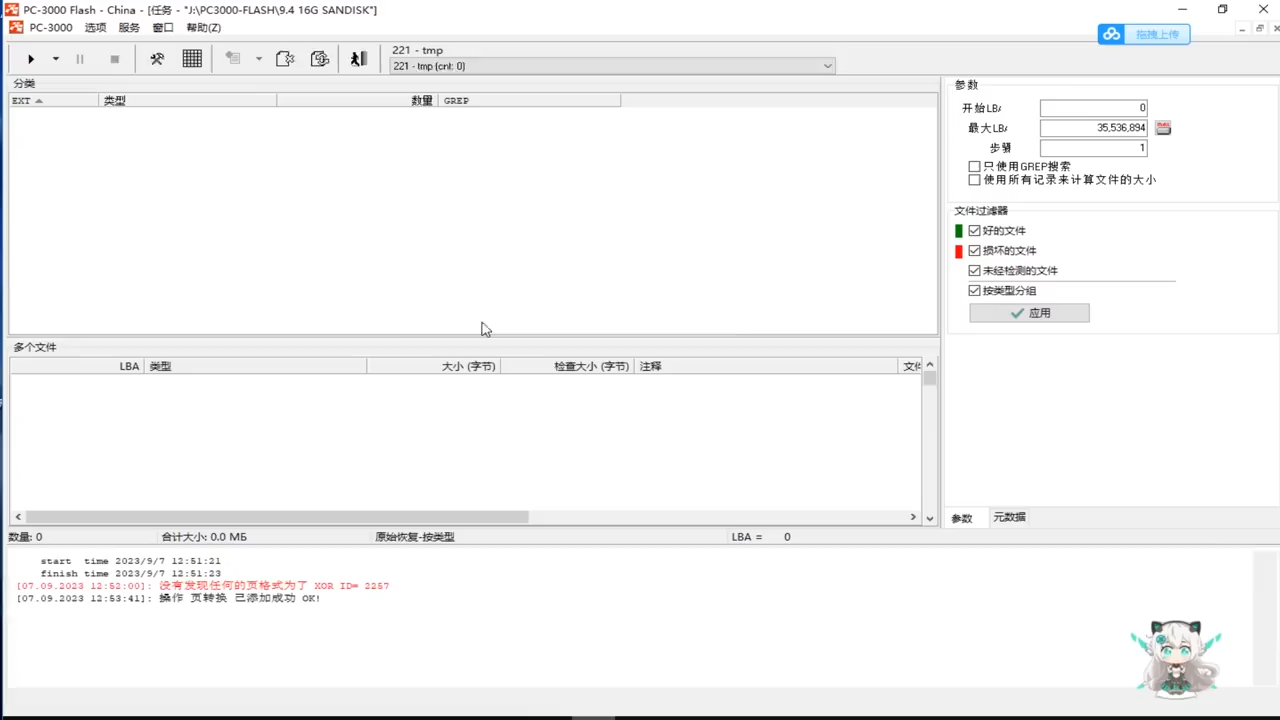 PC-3000 Flash - China - [任务 - "J:\PC3000-FLASH\9.4 16G SANDISK"]
PC-3000 选项 服务 窗口 帮助(Z)
拖拽上传
221 - tmp
221 - tmp (cnt: 0)
分类
EXT 类型 数量 GREP
参数
开始LBA 0
最大LBA 35,536,894
步骤 1
只使用GREP搜索
使用所有记录来计算文件的大小
文件过滤器
好的文件
损坏的文件
未经检测的文件
按类型分组
应用
多个文件
LBA 类型 大小 (字节) 检查大小 (字节) 注释 文件
参数 元数据
数量: 0 合计大小: 0.0 МБ 原始恢复-按类型 LBA = 0
start time 2023/9/7 12:51:21
finish time 2023/9/7 12:51:23
[07.09.2023 12:52:00]: 没有发现任何的页格式为了 XOR ID= 2257
[07.09.2023 12:53:41]: 操作 页转换 已添加成功 OK!